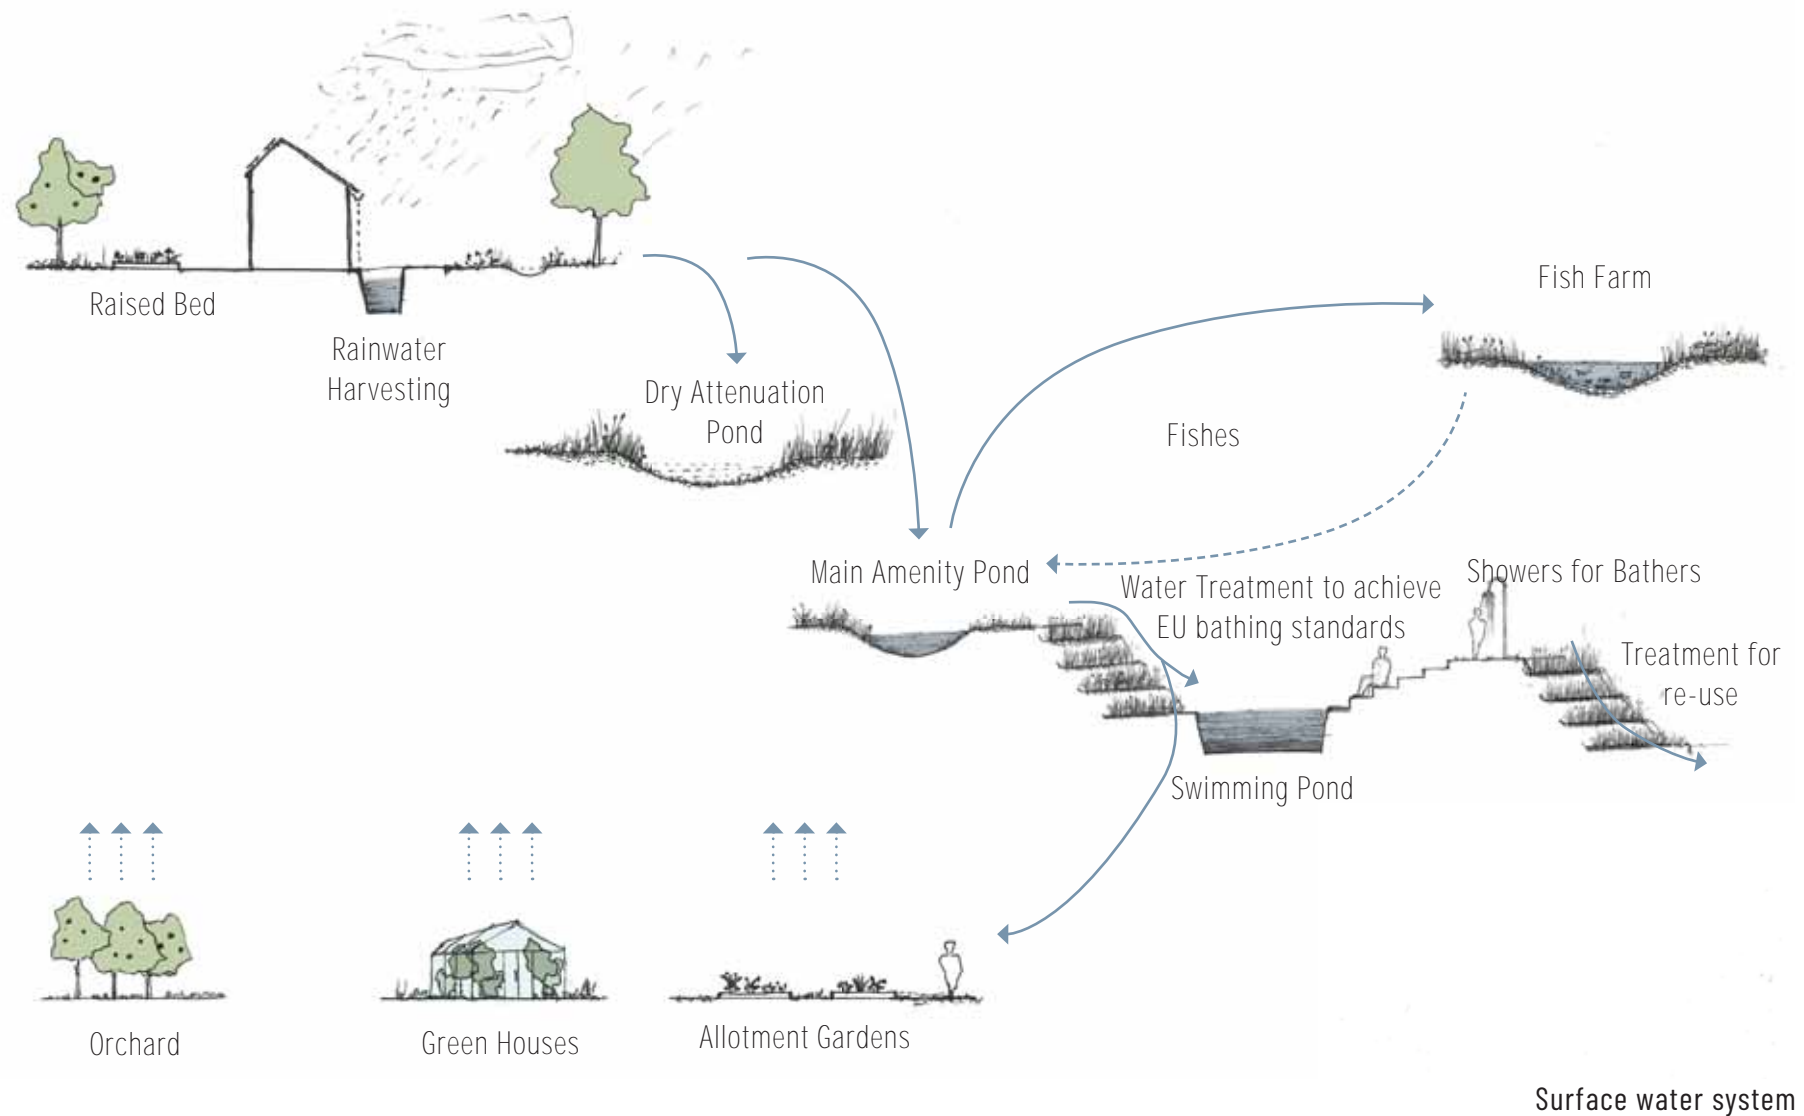 Fish Farm
Raised Bed
Rainwater
Harvesting
Dry Attenuation
Pond
Fishes
Main Amenity Pond
Water Treatment to achieve
EU bathing standards
Showers for Bathers
Treatment for
re-use
Swimming Pond
Orchard
Green Houses
Allotment Gardens
Surface water system